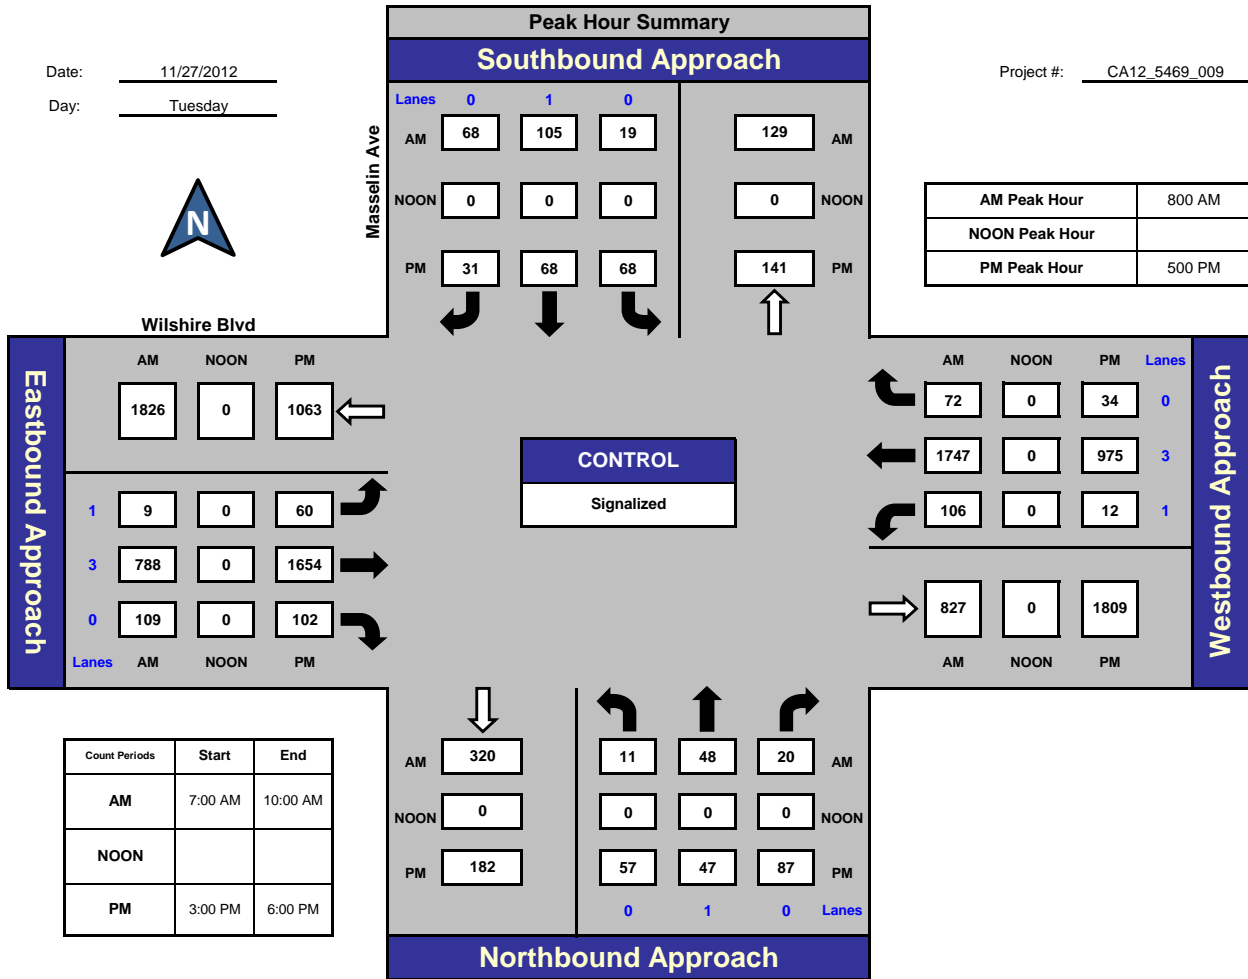 Peak Hour Summary
Southbound Approach
Date: 11/27/2012
Project #: CA12_5469_009
Day: Tuesday
Masselin Ave
Lanes 0 1 0
AM 68 105 19 129 AM
NOON 0 0 0 0 NOON
PM 31 68 68 141 PM
N
AM Peak Hour 800 AM
NOON Peak Hour
PM Peak Hour 500 PM
Wilshire Blvd
Eastbound Approach
AM NOON PM
1826 0 1063
1 9 0 60
3 788 0 1654
0 109 0 102
Lanes AM NOON PM
CONTROL
Signalized
AM NOON PM Lanes
72 0 34 0
1747 0 975 3
106 0 12 1
827 0 1809
AM NOON PM
Westbound Approach
Count Periods Start End
AM 7:00 AM 10:00 AM
NOON
PM 3:00 PM 6:00 PM
AM 320 11 48 20 AM
NOON 0 0 0 0 NOON
PM 182 57 47 87 PM
0 1 0 Lanes
Northbound Approach